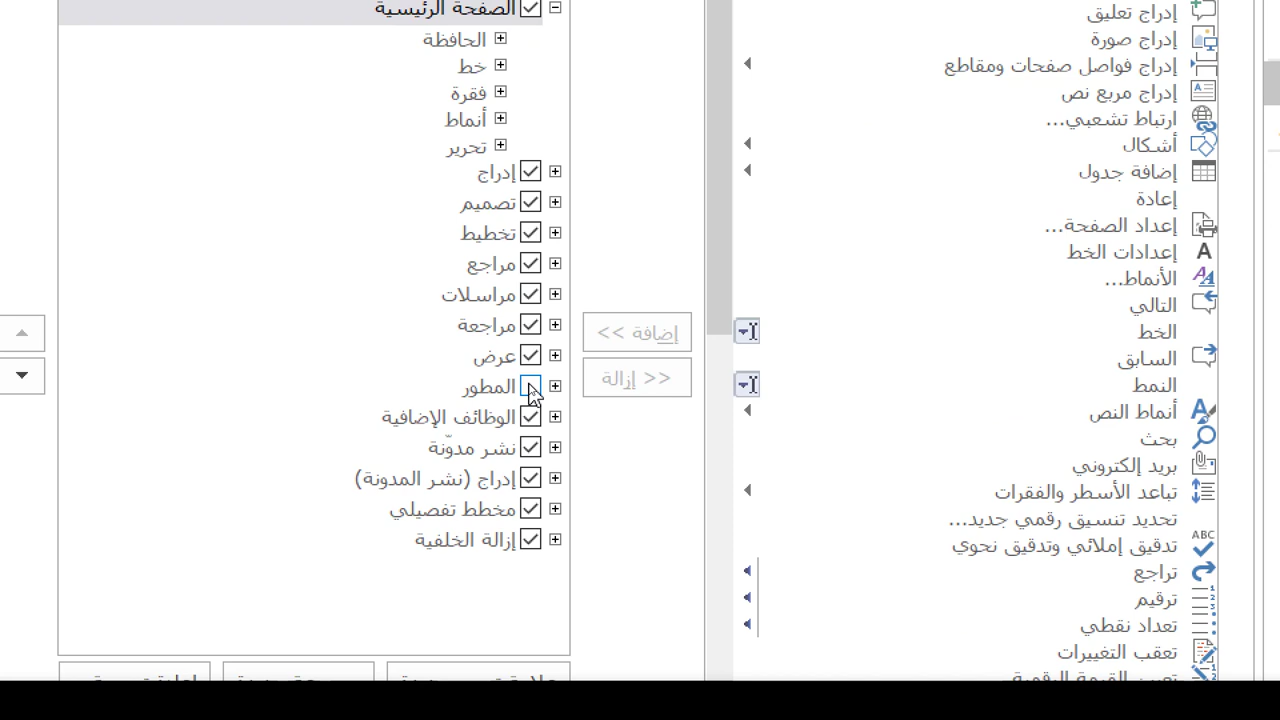 إدراج تعليق
إدراج صورة
إدراج فواصل صفحات ومقاطع
إدراج مربع نص
ارتباط تشعبي...
أشكال
إضافة جدول
إعادة
إعداد الصفحة...
إعدادات الخط
الأنماط...
التالي
الخط
السابق
النمط
أنماط النص
بحث
بريد إلكتروني
تباعد الأسطر والفقرات
تحديد تنسيق رقمي جديد...
تدقيق إملائي وتدقيق نحوي
تراجع
ترقيم
تعداد نقطي
تعقب التغييرات
إضافة >>
<< إزالة
الصفحة الرئيسية
الحافظة
خط
فقرة
أنماط
تحرير
إدراج
تصميم
تخطيط
مراجع
مراسلات
مراجعة
عرض
المطور
الوظائف الإضافية
نشر مدوّنة
إدراج (نشر المدونة)
مخطط تفصيلي
إزالة الخلفية